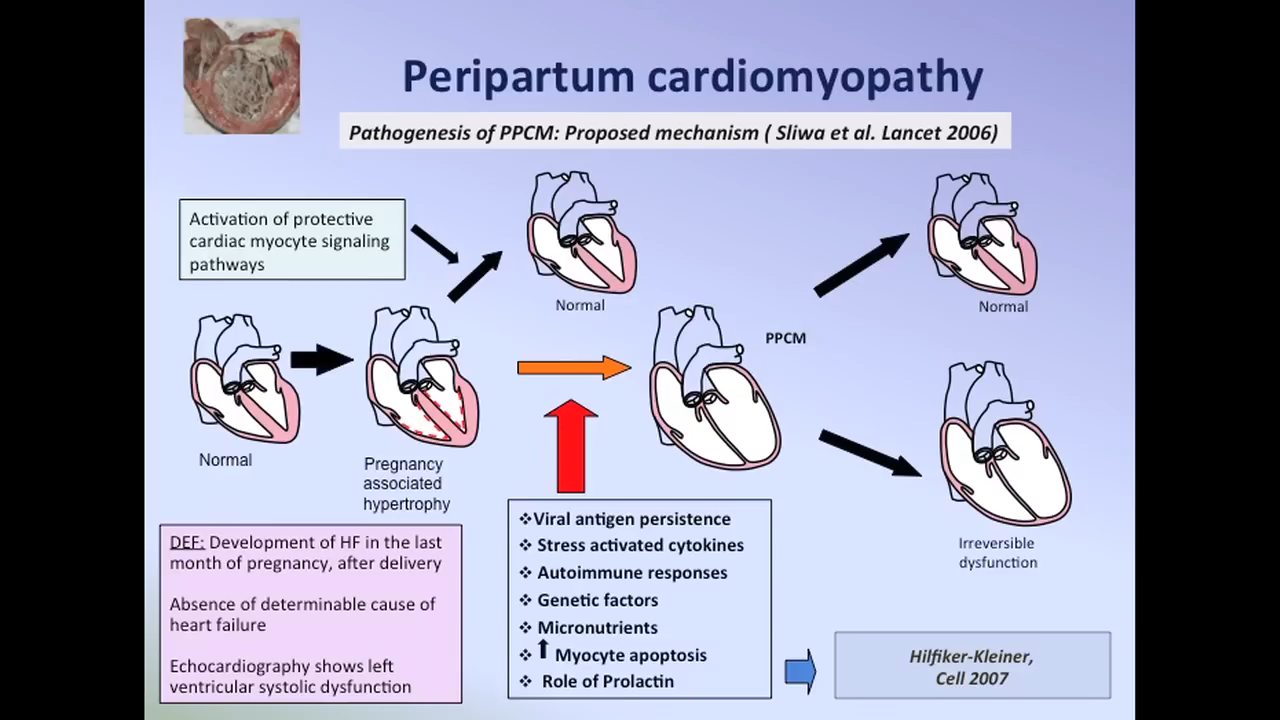 Peripartum cardiomyopathy
Pathogenesis of PPCM: Proposed mechanism ( Sliwa et al. Lancet 2006)
Activation of protective
cardiac myocyte signaling
pathways
Normal
Normal
PPCM
Normal
Pregnancy
associated
hypertrophy
Irreversible
dysfunction
DEF: Development of HF in the last
month of pregnancy, after delivery
Absence of determinable cause of
heart failure
Echocardiography shows left
ventricular systolic dysfunction
❖Viral antigen persistence
❖ Stress activated cytokines
❖ Autoimmune responses
❖ Genetic factors
❖ Micronutrients
❖ ⬆ Myocyte apoptosis
❖ Role of Prolactin
Hilfiker-Kleiner,
Cell 2007